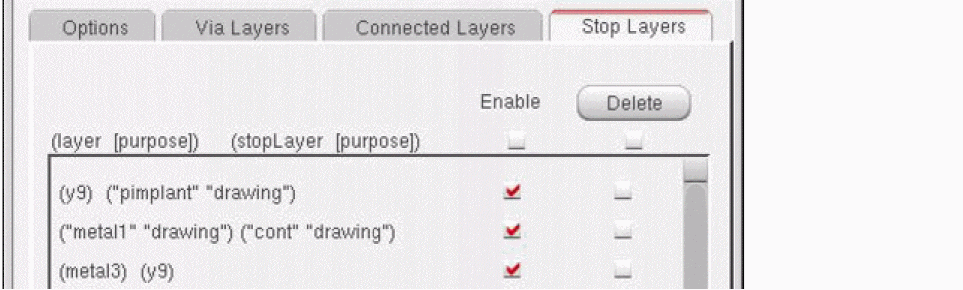 Options Via Layers Connected Layers Stop Layers
Enable Delete
(layer [purpose]) (stopLayer [purpose])
(y9) ("pimplant" "drawing")
("metal1" "drawing") ("cont" "drawing")
(metal3) (y9)